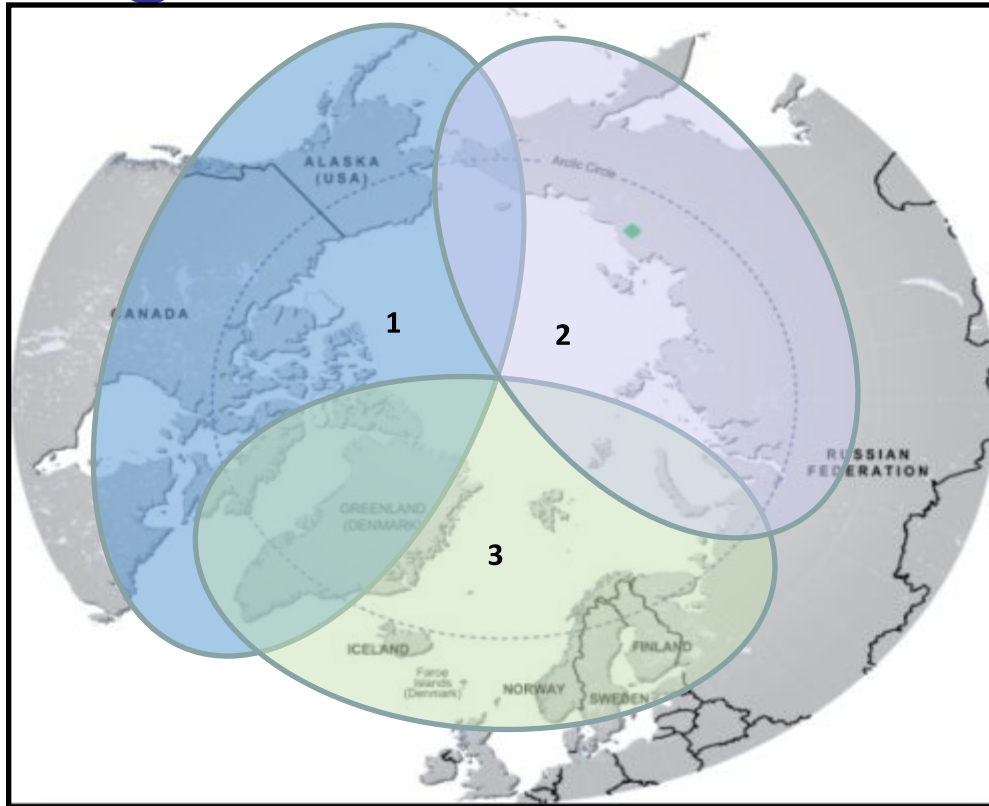 ALASKA
(USA)
Arctic Circle
CANADA
1
2
RUSSIAN
FEDERATION
GREENLAND
(DENMARK)
3
ICELAND
FINLAND
Faroe
Islands
(Denmark)
NORWAY
SWEDEN